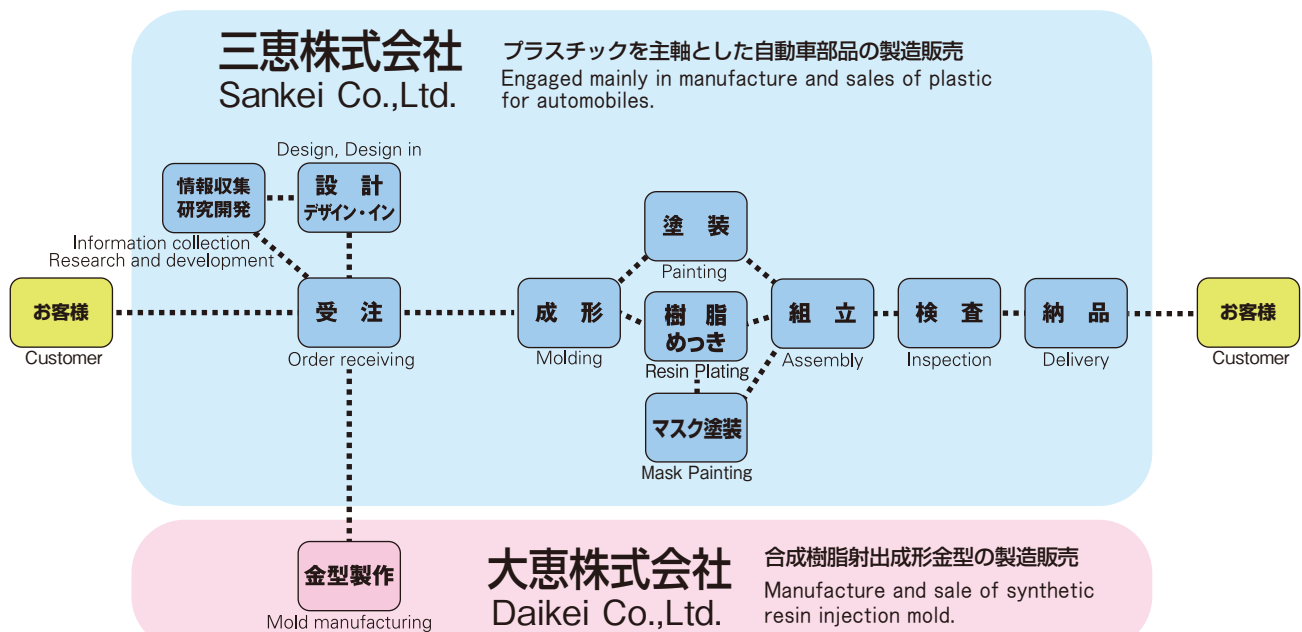 三恵株式会社
Sankei Co.,Ltd.
プラスチックを主軸とした自動車部品の製造販売
Engaged mainly in manufacture and sales of plastic
for automobiles.
Design, Design in
情報収集
研究開発
設 計
デザイン・イン
Information collection
Research and development
塗 装
Painting
お客様
Customer
受 注
Order receiving
成 形
Molding
樹 脂
めっき
Resin Plating
組 立
Assembly
検 査
Inspection
納 品
Delivery
お客様
Customer
マスク塗装
Mask Painting
金型製作
Mold manufacturing
大恵株式会社
Daikei Co.,Ltd.
合成樹脂射出成形金型の製造販売
Manufacture and sale of synthetic
resin injection mold.